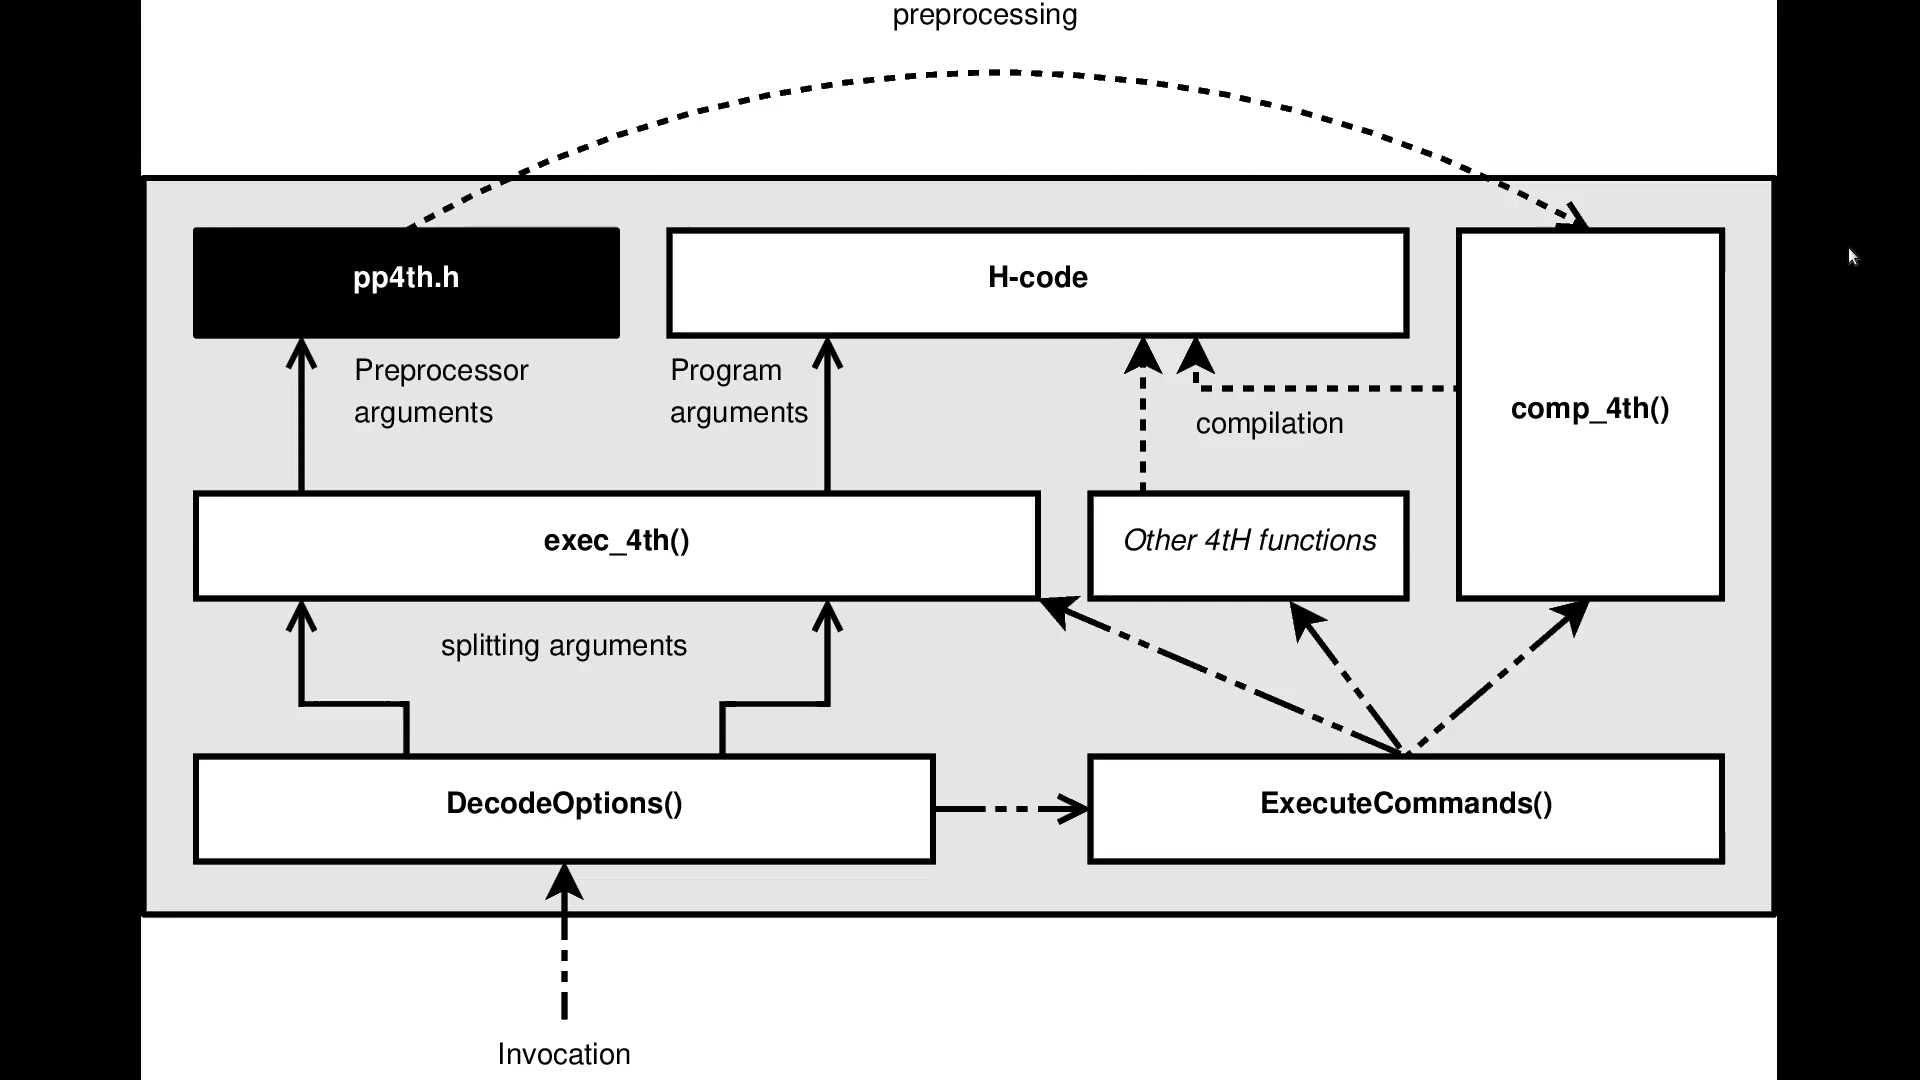 preprocessing
pp4th.h
H-code
Preprocessor
arguments
Program
arguments
compilation
comp_4th()
exec_4th()
Other 4tH functions
splitting arguments
DecodeOptions()
ExecuteCommands()
Invocation